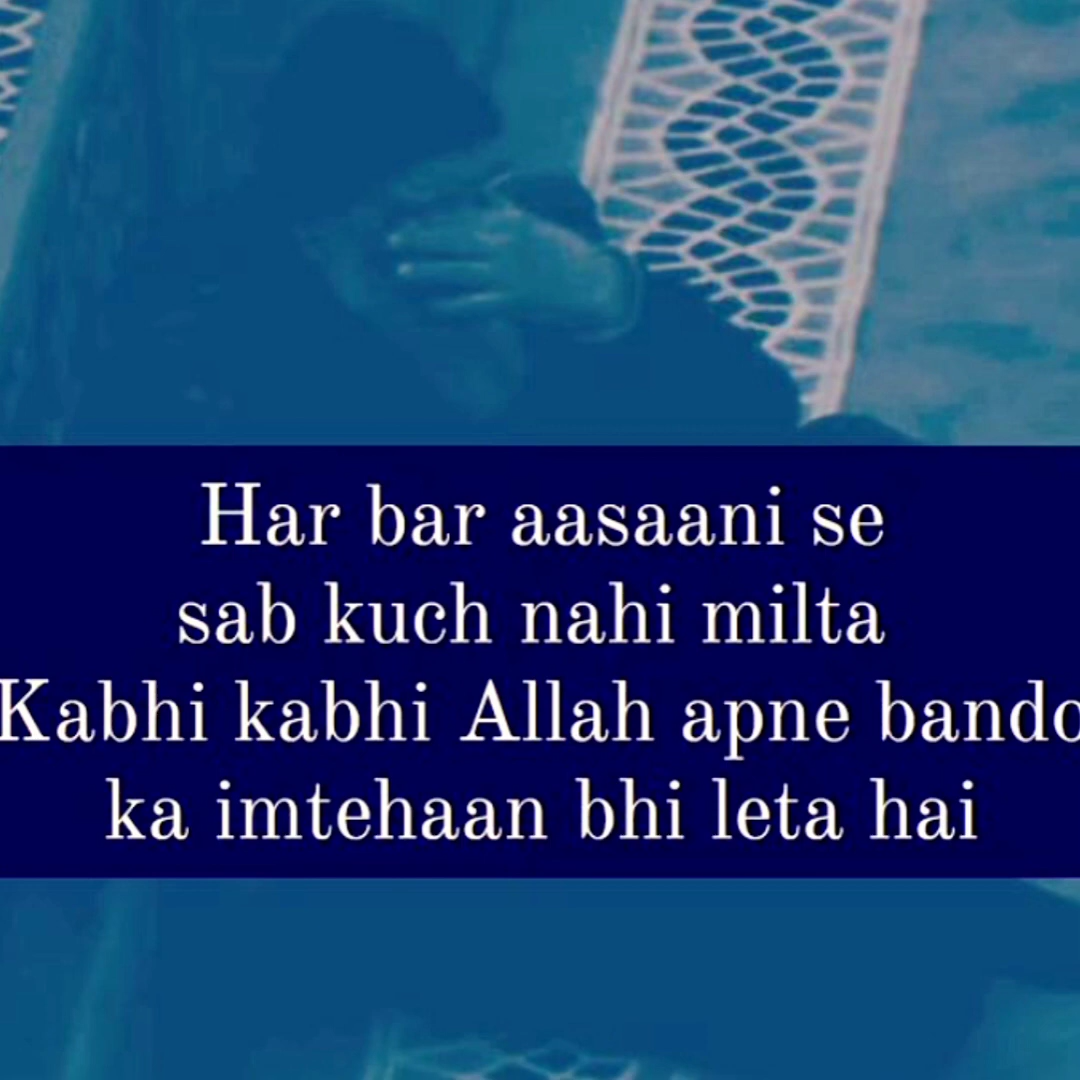 Har bar aasaani se
sab kuch nahi milta
Kabhi kabhi Allah apne bando
ka imtehaan bhi leta hai